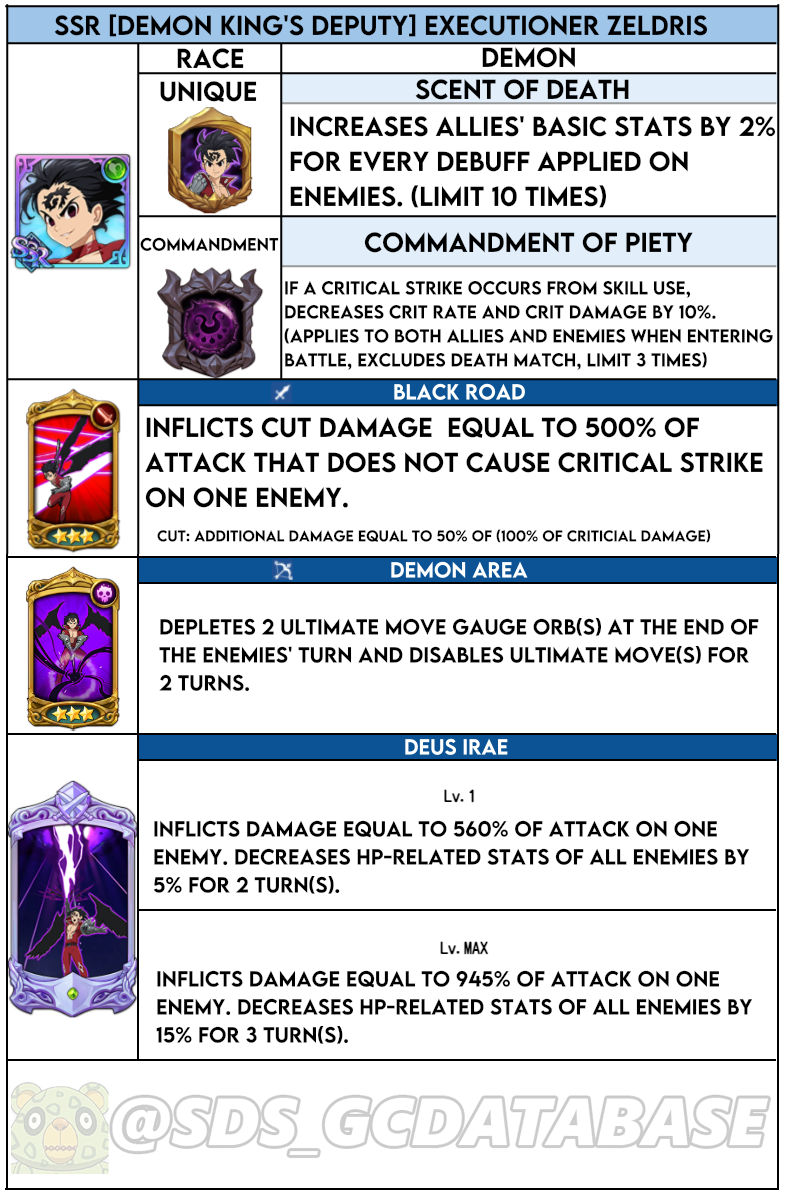 SSR [DEMON KING'S DEPUTY] EXECUTIONER ZELDRIS
RACE
DEMON
UNIQUE
SCENT OF DEATH
INCREASES ALLIES' BASIC STATS BY 2%
FOR EVERY DEBUFF APPLIED ON
ENEMIES. (LIMIT 10 TIMES)
SSR
COMMANDMENT
COMMANDMENT OF PIETY
IF A CRITICAL STRIKE OCCURS FROM SKILL USE,
DECREASES CRIT RATE AND CRIT DAMAGE BY 10%.
(APPLIES TO BOTH ALLIES AND ENEMIES WHEN ENTERING
BATTLE, EXCLUDES DEATH MATCH, LIMIT 3 TIMES)
BLACK ROAD
INFLICTS CUT DAMAGE EQUAL TO 500% OF
ATTACK THAT DOES NOT CAUSE CRITICAL STRIKE
ON ONE ENEMY.
CUT: ADDITIONAL DAMAGE EQUAL TO 50% OF (100% OF CRITICIAL DAMAGE)
DEMON AREA
DEPLETES 2 ULTIMATE MOVE GAUGE ORB(S) AT THE END OF
THE ENEMIES' TURN AND DISABLES ULTIMATE MOVE(S) FOR
2 TURNS.
DEUS IRAE
Lv. 1
INFLICTS DAMAGE EQUAL TO 560% OF ATTACK ON ONE
ENEMY. DECREASES HP-RELATED STATS OF ALL ENEMIES BY
5% FOR 2 TURN(S).
Lv. MAX
INFLICTS DAMAGE EQUAL TO 945% OF ATTACK ON ONE
ENEMY. DECREASES HP-RELATED STATS OF ALL ENEMIES BY
15% FOR 3 TURN(S).
@SDS_GCDATABASE